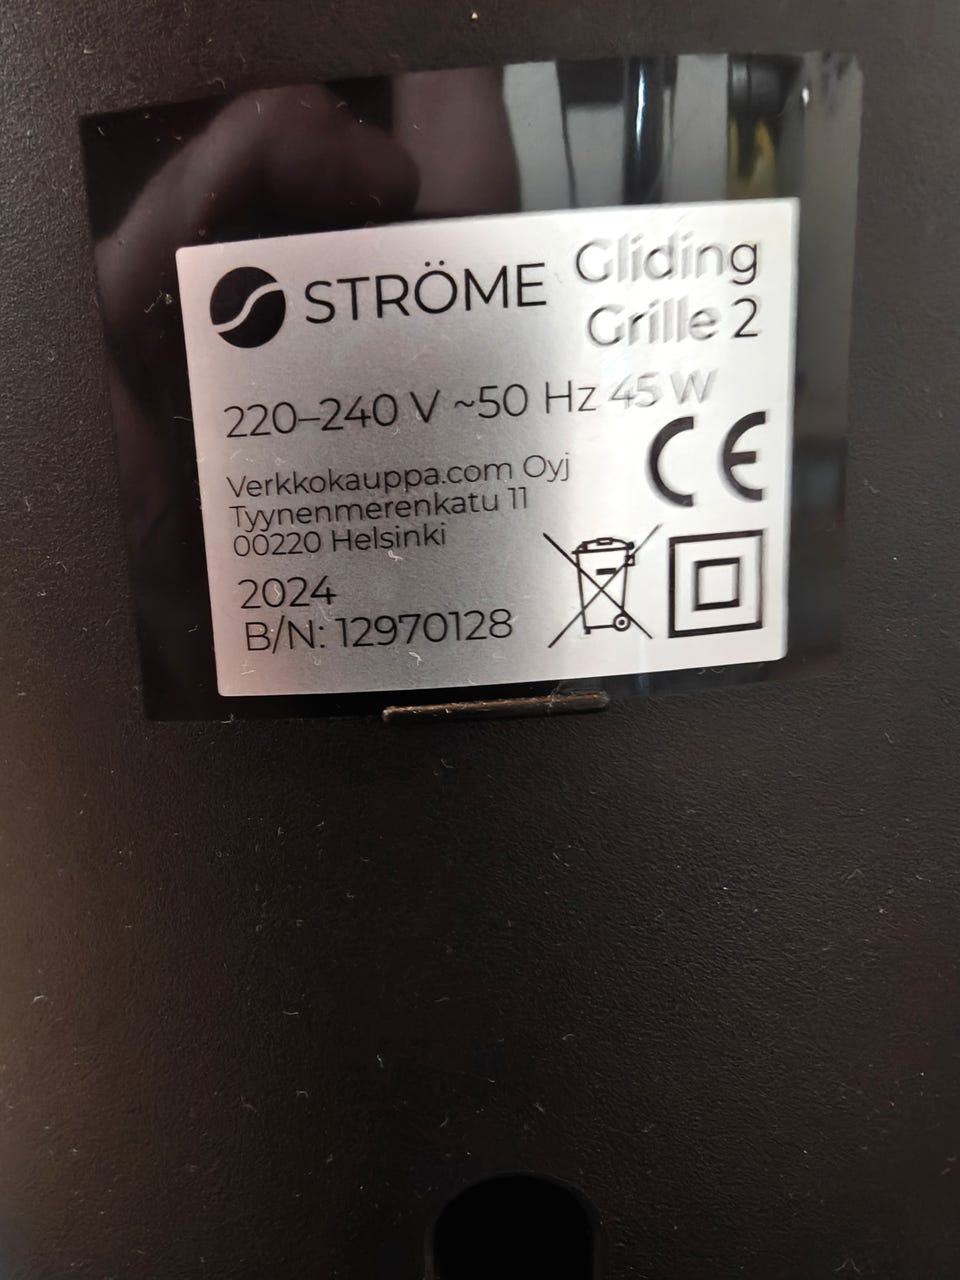 STRÖME
Gliding
Grille 2
220–240 V ~50 Hz 45 W
CE
Verkkokauppa.com Oyj
Tyynenmerenkatu 11
00220 Helsinki
2024
B/N: 12970128